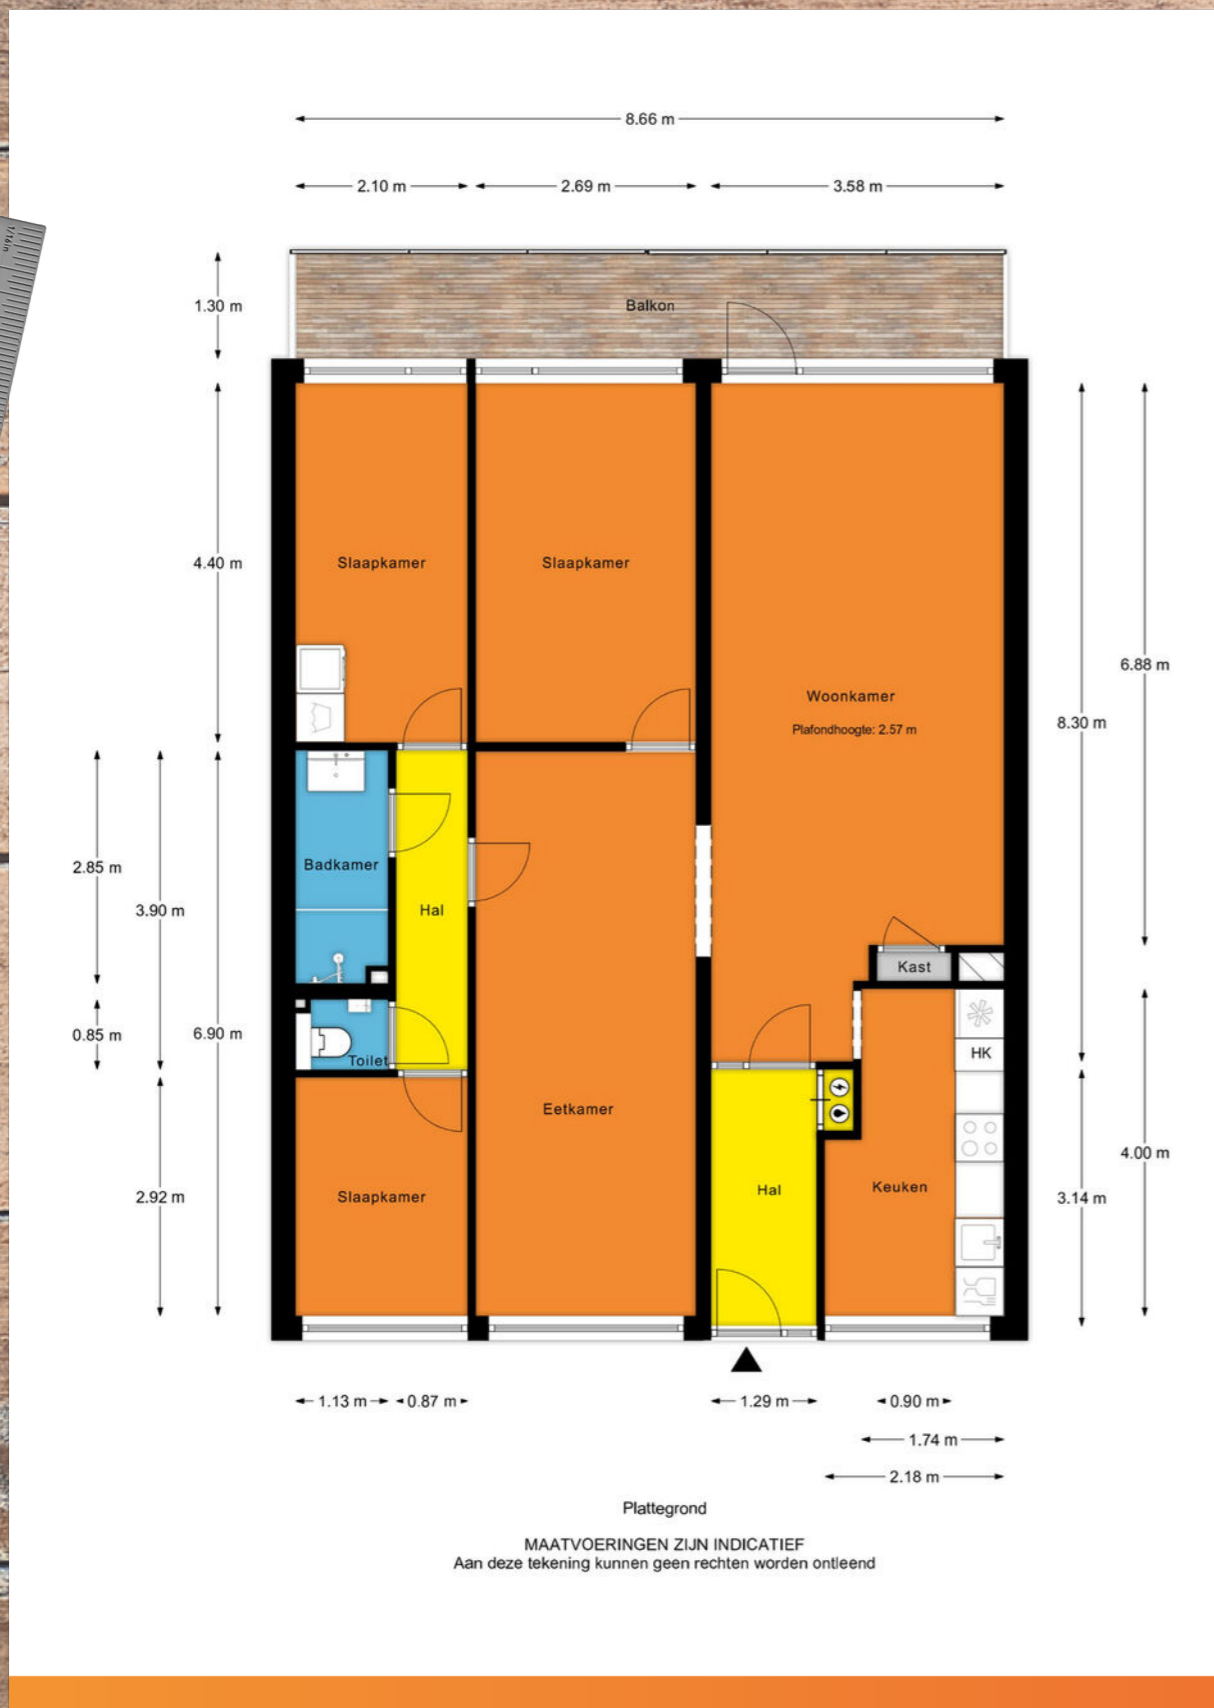 8.66 m
2.10 m
2.69 m
3.58 m
1/16in
1.30 m
Balkon
4.40 m
Slaapkamer
Slaapkamer
6.88 m
Woonkamer
8.30 m
Plafondhoogte: 2.57 m
2.85 m
Badkamer
3.90 m
Hal
Kast
0.85 m
6.90 m
Toilet
HK
Eetkamer
4.00 m
2.92 m
Slaapkamer
Hal
Keuken
3.14 m
1.13 m
0.87 m
1.29 m
0.90 m
1.74 m
2.18 m
Plattegrond
MAATVOERINGEN ZIJN INDICATIEF
Aan deze tekening kunnen geen rechten worden ontleend